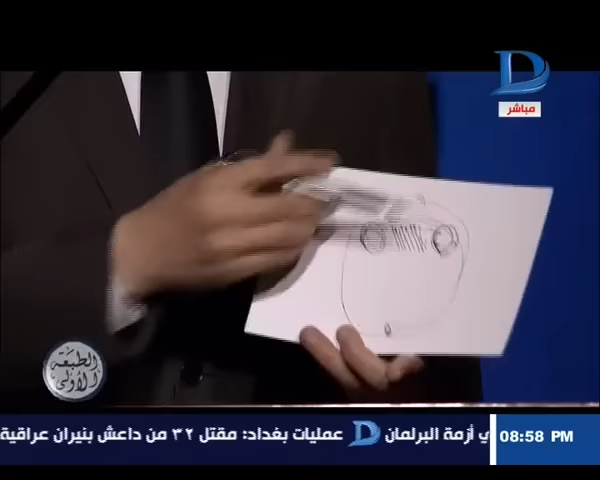 مباشر
الطبعة
الأولى
ي أزمة البرلمان
عمليات بغداد: مقتل ٣٢ من داعش بنيران عراقية
08:58 PM